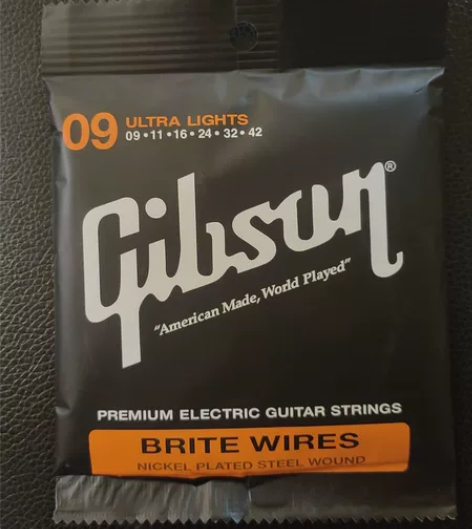 09 ULTRA LIGHTS
09•11•16•24•32•42
Gibson®
"American Made, World Played"
PREMIUM ELECTRIC GUITAR STRINGS
BRITE WIRES
NICKEL PLATED STEEL WOUND